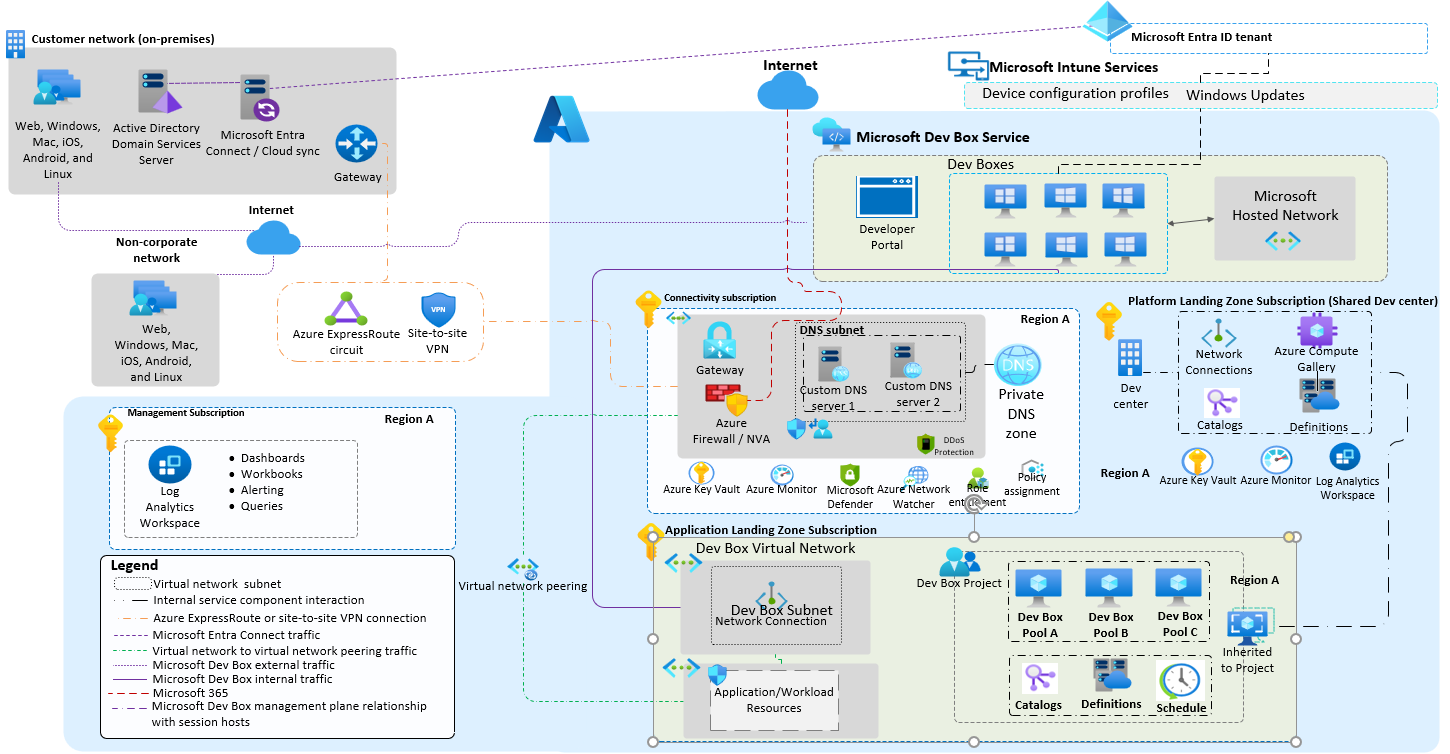 Customer network (on-premises)
Web, Windows,
Mac, iOS,
Android, and
Linux
Active Directory
Domain Services
Server
Microsoft Entra
Connect / Cloud sync
Gateway
Internet
Non-corporate
network
Web,
Windows, Mac,
iOS, Android,
and Linux
Azure ExpressRoute
circuit
VPN
Site-to-site
VPN
Internet
Microsoft Entra ID tenant
Microsoft Intune Services
Device configuration profiles
Windows Updates
Microsoft Dev Box Service
Dev Boxes
Developer
Portal
Microsoft
Hosted Network
Connectivity subscription
Region A
Gateway
Azure
Firewall / NVA
DNS subnet
Custom DNS
server 1
Custom DNS
server 2
DNS
Private
DNS
zone
DDoS
Protection
Azure Key Vault
Azure Monitor
Microsoft
Defender
Azure Network
Watcher
Role
Policy
assignment
Platform Landing Zone Subscription (Shared Dev center)
Dev
center
Network
Connections
Azure Compute
Gallery
Catalogs
Definitions
Region A
Azure Key Vault
Azure Monitor
Log Analytics
Workspace
Management Subscription
Region A
Log
Analytics
Workspace
• Dashboards
• Workbooks
• Alerting
• Queries
Virtual network peering
Application Landing Zone Subscription
Dev Box Virtual Network
Dev Box Subnet
Network Connection
Application/Workload
Resources
Dev Box Project
Dev Box
Pool A
Dev Box
Pool B
Dev Box
Pool C
Region A
Inherited
to Project
Catalogs
Definitions
Schedule
Legend
Virtual network subnet
Internal service component interaction
Azure ExpressRoute or site-to-site VPN connection
Microsoft Entra Connect traffic
Virtual network to virtual network peering traffic
Microsoft Dev Box external traffic
Microsoft Dev Box internal traffic
Microsoft 365
Microsoft Dev Box management plane relationship
with session hosts